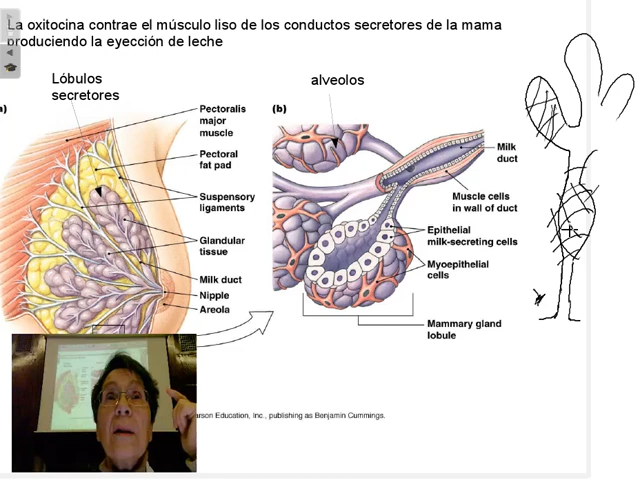 La oxitocina contrae el músculo liso de los conductos secretores de la mama
produciendo la eyección de leche
Lóbulos
secretores
alveolos
a)
Pectoralis
major
muscle
Pectoral
fat pad
Suspensory
ligaments
Glandular
tissue
Milk duct
Nipple
Areola
(b)
Milk
duct
Muscle cells
in wall of duct
Epithelial
milk-secreting cells
Myoepithelial
cells
Mammary gland
lobule
arson Education, Inc., publishing as Benjamin Cummings.